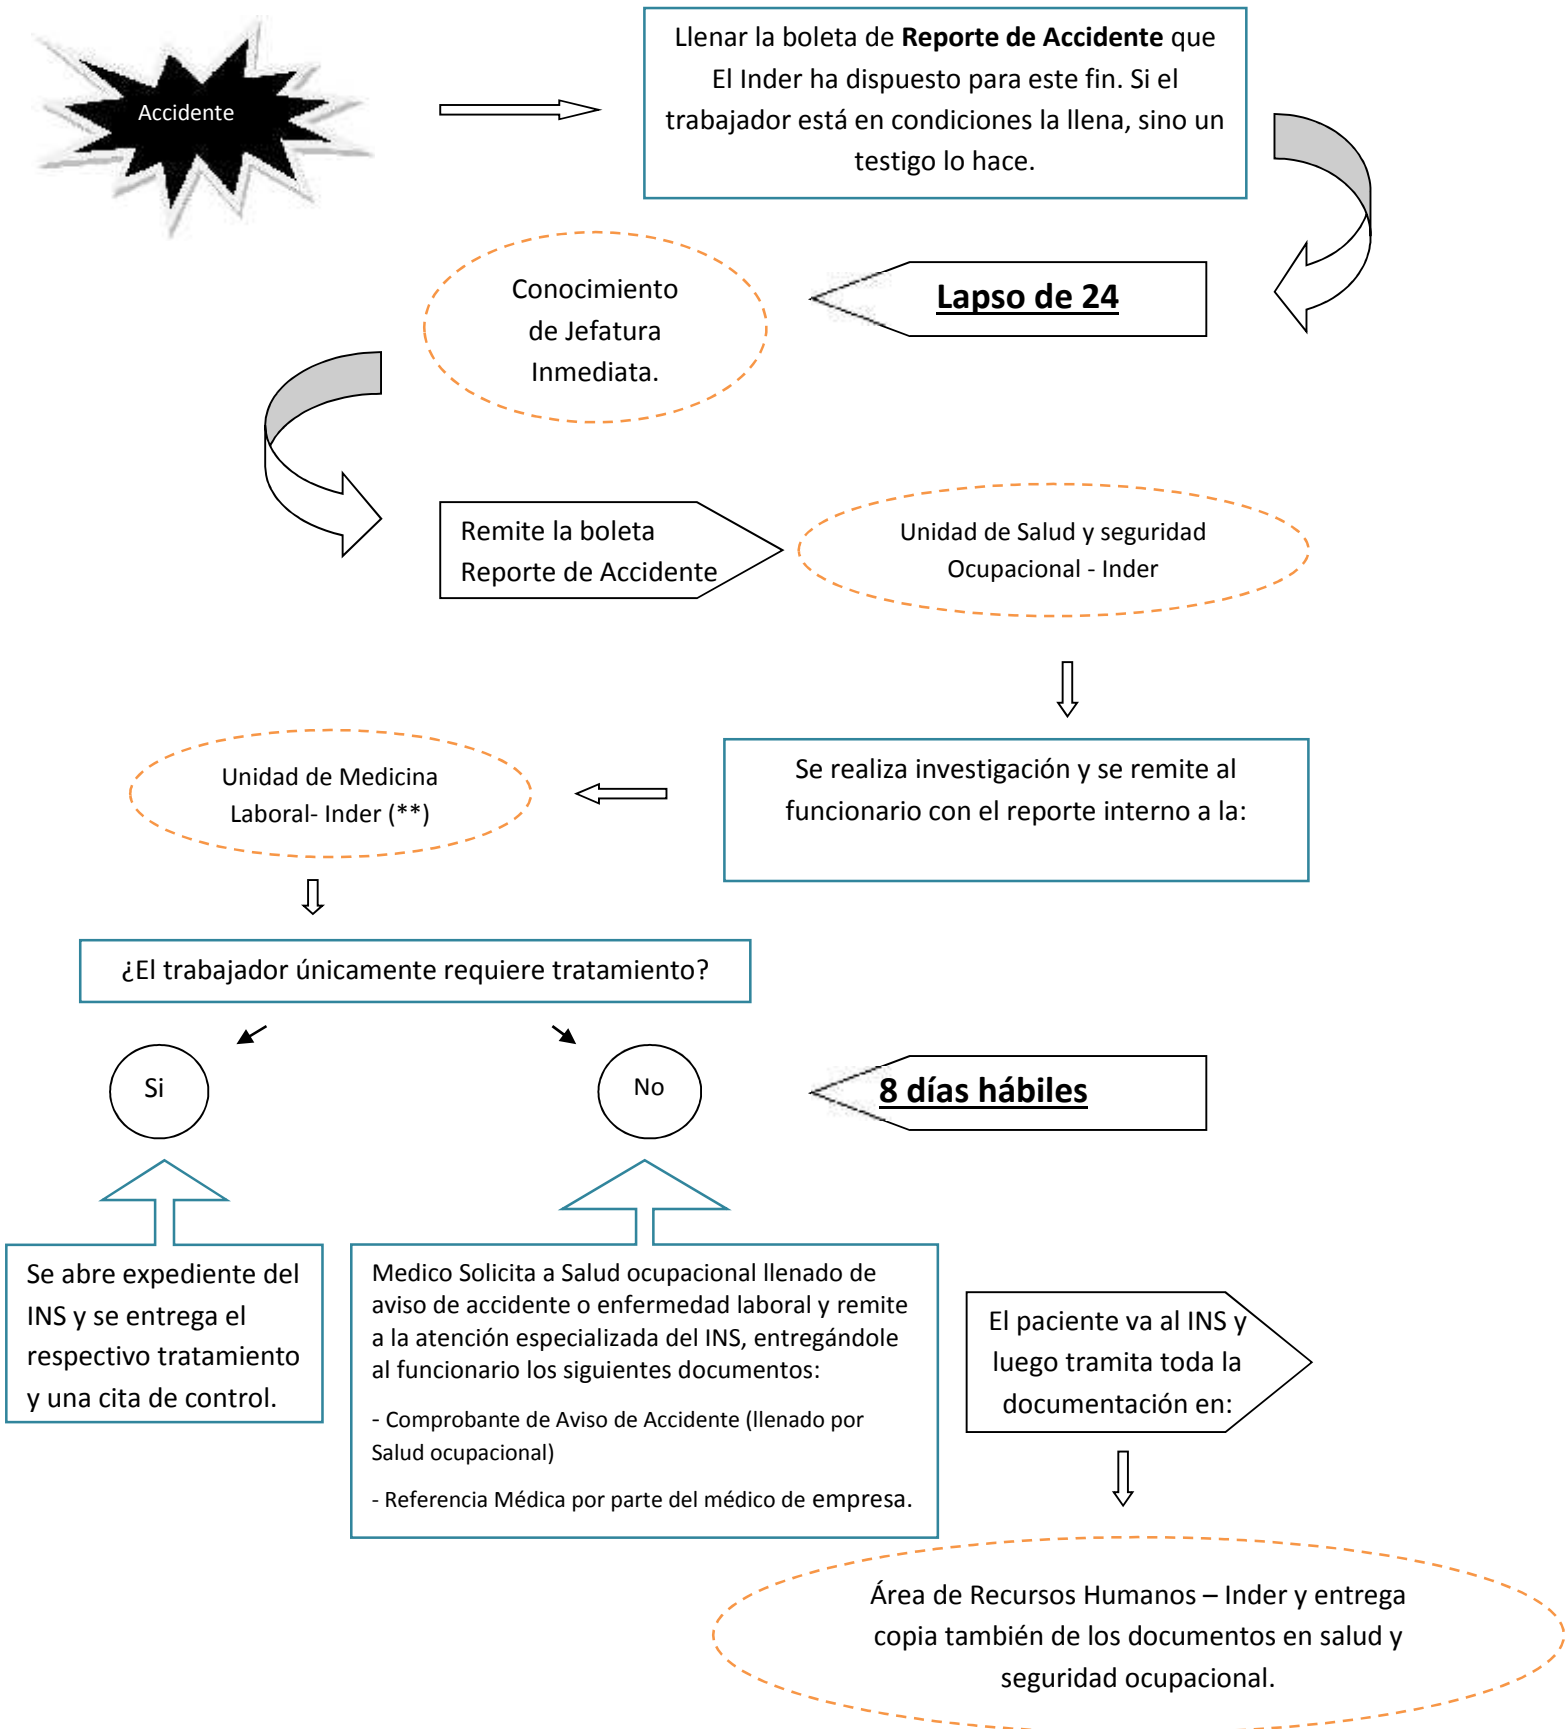 Accidente
Llenar la boleta de Reporte de Accidente que
El Inder ha dispuesto para este fin. Si el
trabajador está en condiciones la llena, sino un
testigo lo hace.
Lapso de 24
Conocimiento
de Jefatura
Inmediata.
Remite la boleta
Reporte de Accidente
Unidad de Salud y seguridad
Ocupacional - Inder
Se realiza investigación y se remite al
funcionario con el reporte interno a la:
Unidad de Medicina
Laboral- Inder (**)
¿El trabajador únicamente requiere tratamiento?
Si
No
8 días hábiles
Se abre expediente del
INS y se entrega el
respectivo tratamiento
y una cita de control.
Medico Solicita a Salud ocupacional llenado de
aviso de accidente o enfermedad laboral y remite
a la atención especializada del INS, entregándole
al funcionario los siguientes documentos:
- Comprobante de Aviso de Accidente (llenado por
Salud ocupacional)
- Referencia Médica por parte del médico de empresa.
El paciente va al INS y
luego tramita toda la
documentación en:
Área de Recursos Humanos – Inder y entrega
copia también de los documentos en salud y
seguridad ocupacional.